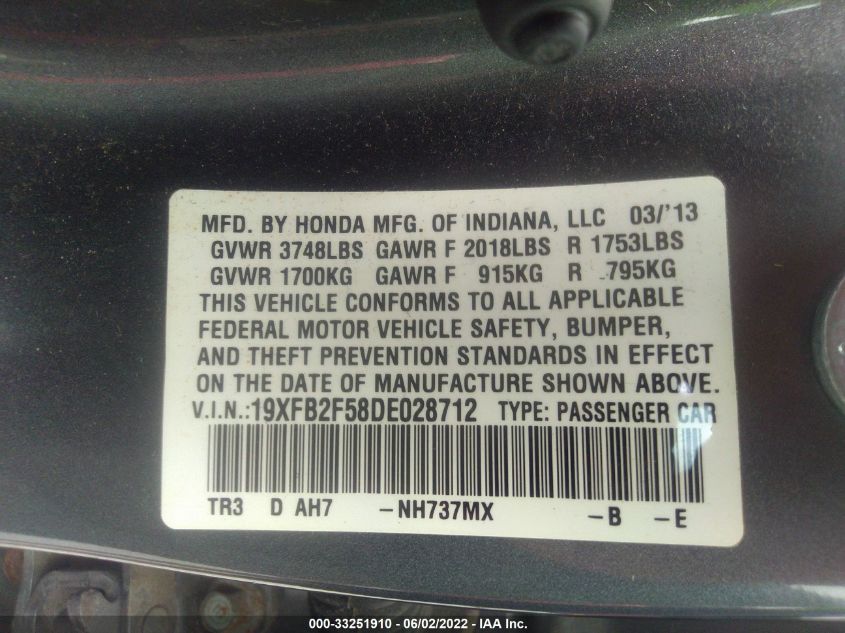 MFD. BY HONDA MFG. OF INDIANA, LLC 03/'13
GVWR 3748LBS GAWR F 2018LBS R 1753LBS
GVWR 1700KG GAWR F 915KG R 795KG
THIS VEHICLE CONFORMS TO ALL APPLICABLE
FEDERAL MOTOR VEHICLE SAFETY, BUMPER,
AND THEFT PREVENTION STANDARDS IN EFFECT
ON THE DATE OF MANUFACTURE SHOWN ABOVE.
V.I.N.:19XFB2F58DE028712 TYPE: PASSENGER CAR
TR3 D AH7 -NH737MX -B -E
000-33251910 - 06/02/2022 - IAA Inc.